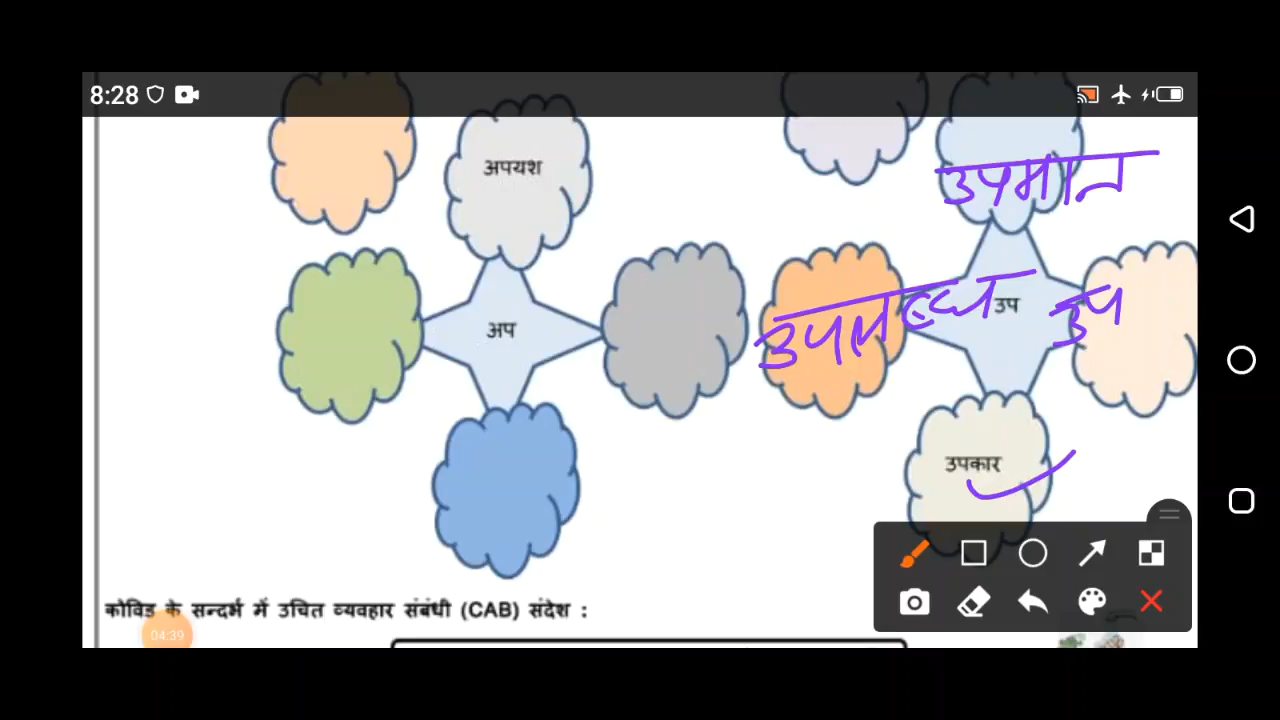 8:28
अपयश
उपमान
अप
उपलब्ध
उप
उप
उपकार
कोविड के सन्दर्भ में उचित व्यवहार संबंधी (CAB) संदेश :
04:39